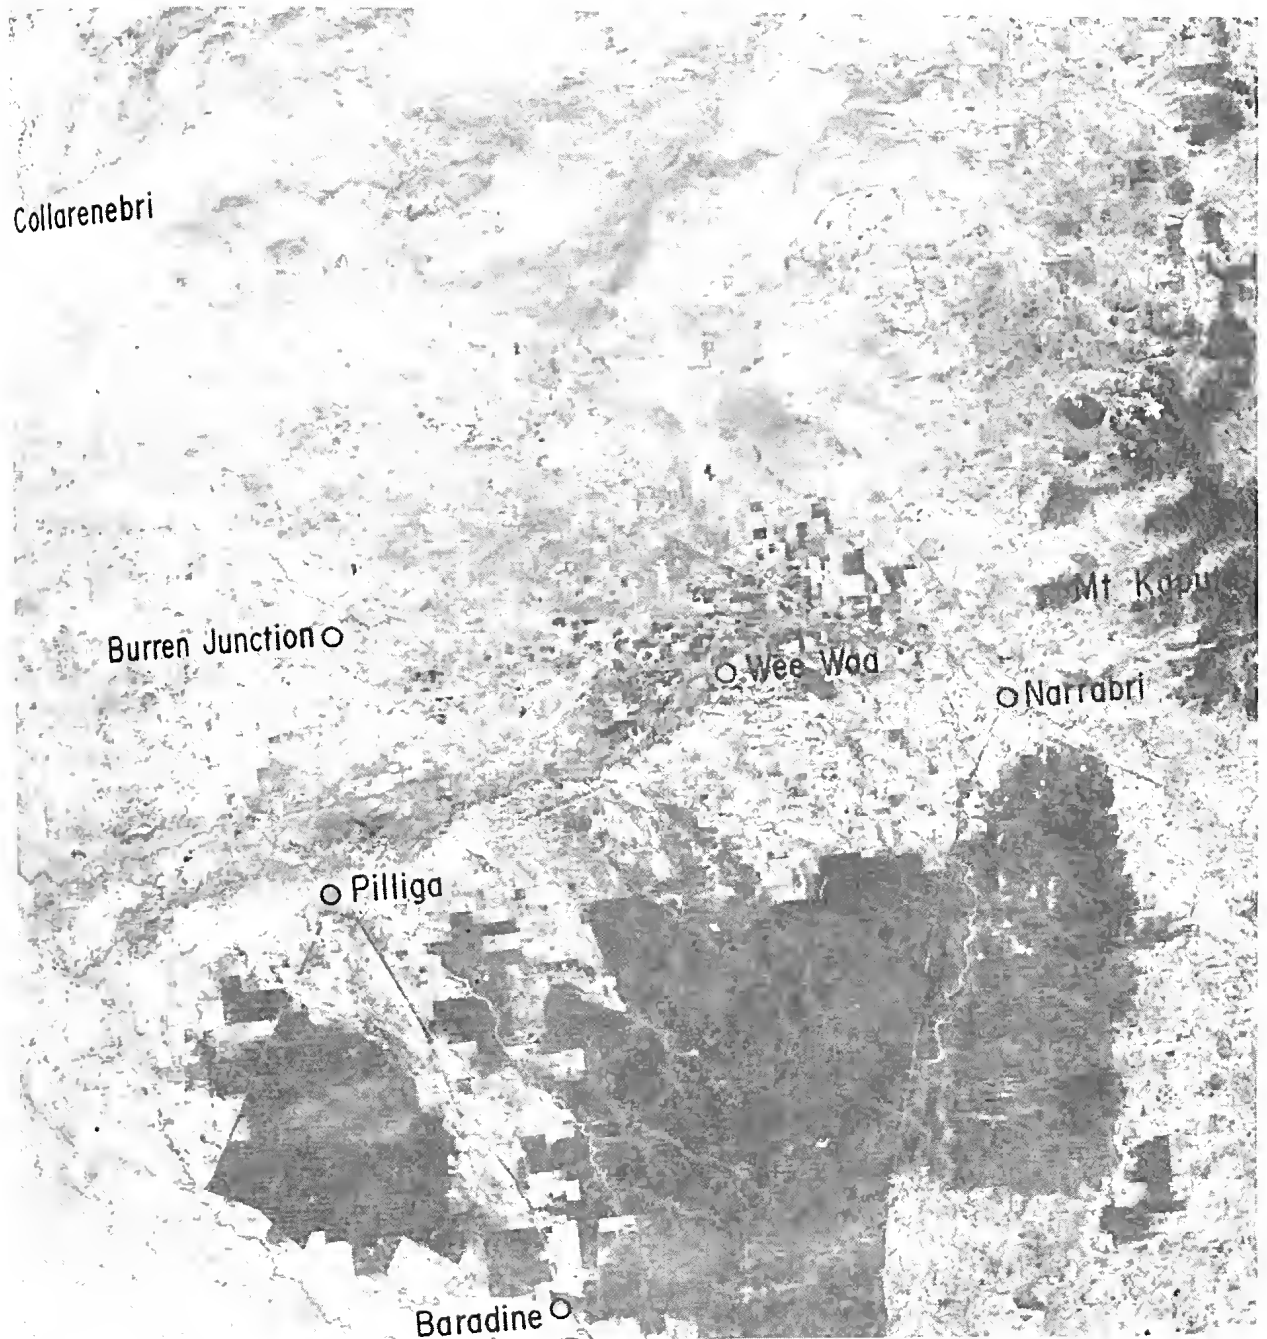 Collarenebri
Mt Kapu
Burren Junction
Wee Waa
Narrabri
Pilliga
Baradine